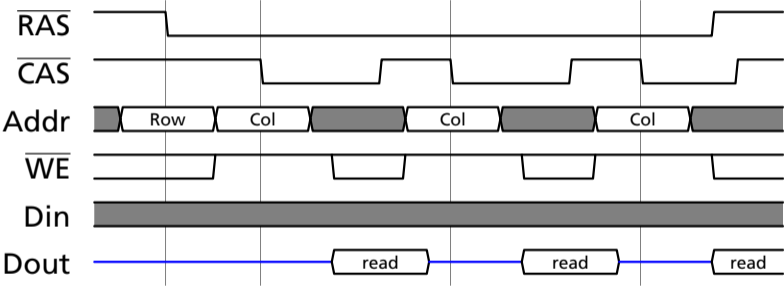 RAS
CAS
Addr Row Col Col Col
WE
Din
Dout read read read